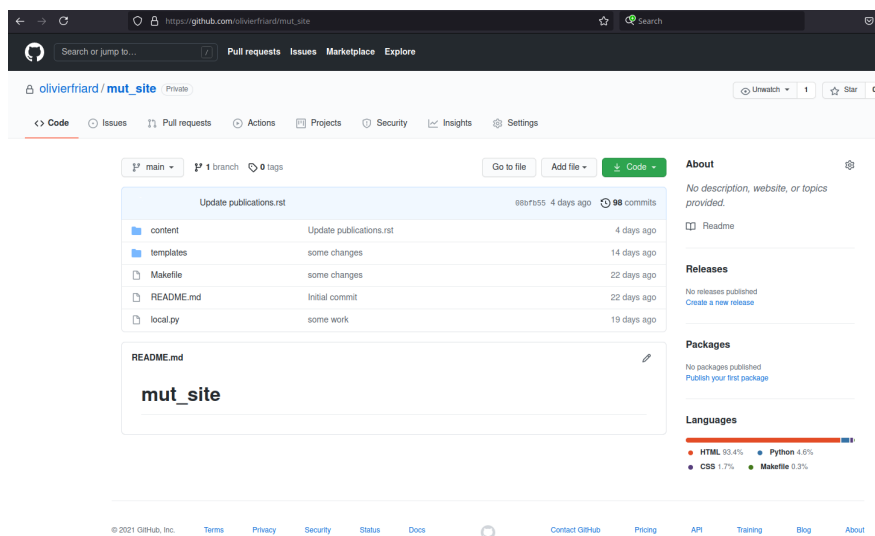 https://github.com/olivierfriard/mut_site
Search
Search or jump to...
/
Pull requests Issues Marketplace Explore
olivierfriard / mut_site Private
Unwatch 1 Star 0
<> Code Issues Pull requests Actions Projects Security Insights Settings
main 1 branch 0 tags
Go to file Add file Code
Update publications.rst 08bfb55 4 days ago 98 commits
content Update publications.rst 4 days ago
templates some changes 14 days ago
Makefile some changes 22 days ago
README.md Initial commit 22 days ago
local.py some work 19 days ago
README.md
mut_site
About
No description, website, or topics
provided.
Readme
Releases
No releases published
Create a new release
Packages
No packages published
Publish your first package
Languages
HTML 93.4% Python 4.6%
CSS 1.7% Makefile 0.3%
© 2021 GitHub, Inc. Terms Privacy Security Status Docs Contact GitHub Pricing API Training Blog About